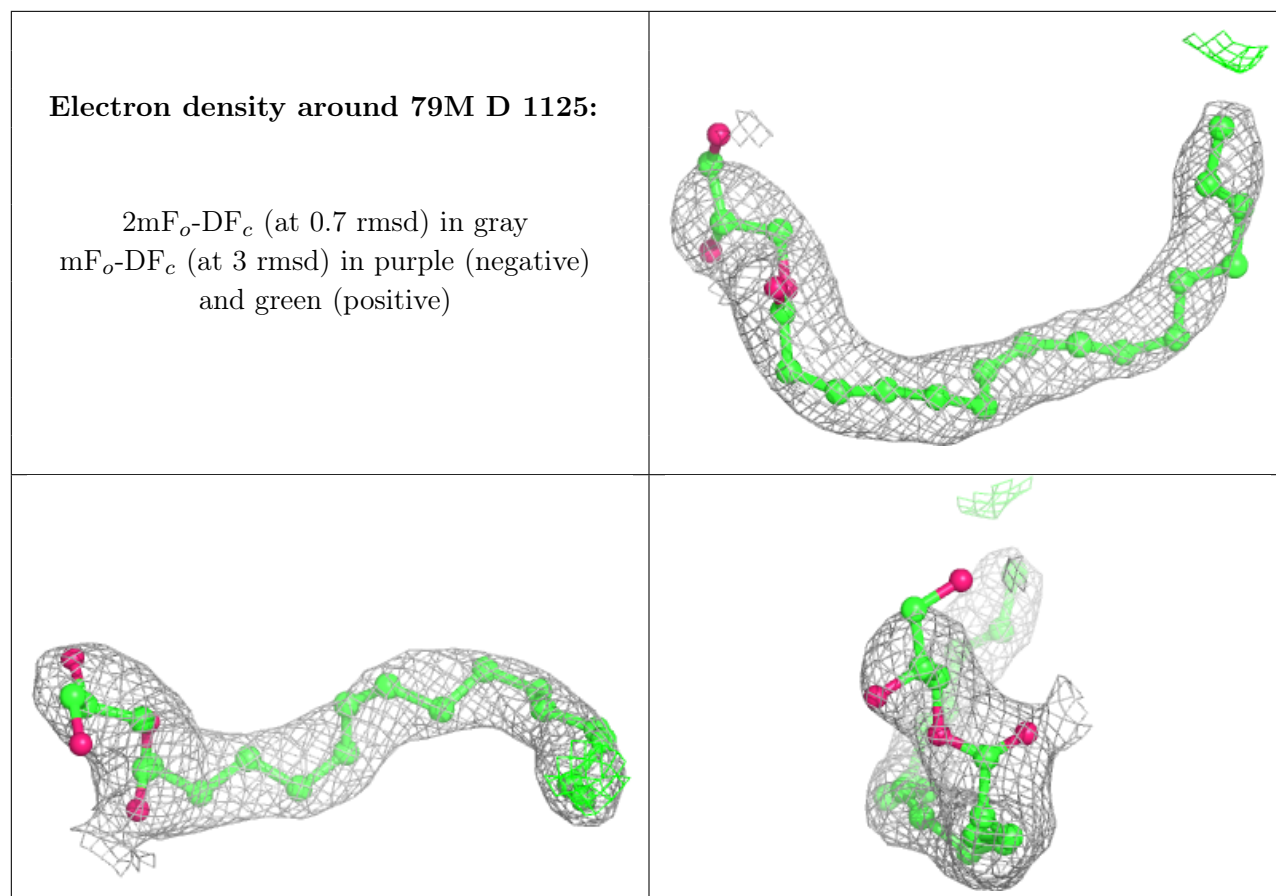 Electron density around 79M D 1125:
2mFo-DFc (at 0.7 rmsd) in gray
mFo-DFc (at 3 rmsd) in purple (negative)
and green (positive)